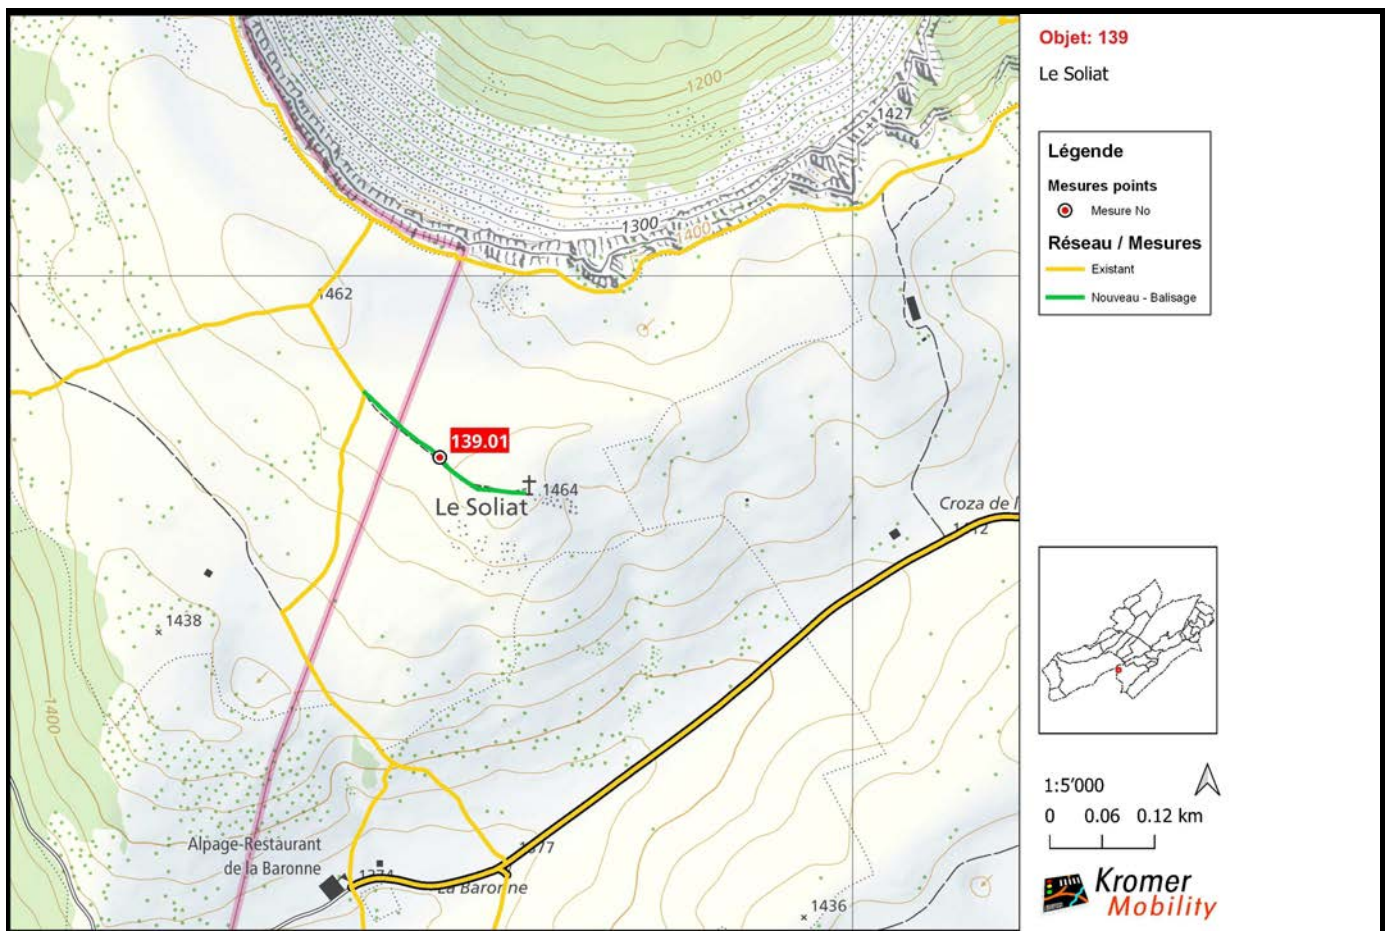 1200
1427
1300
1400
1462
139.01
1464
Le Soliat
Croza de l
1438
1400
Alpage-Restaurant
de la Baronne
La Baronne
1436
Objet: 139
Le Soliat
Légende
Mesures points
Mesure No
Réseau / Mesures
Existant
Nouveau - Balisage
1:5'000
0 0.06 0.12 km
Kromer
Mobility